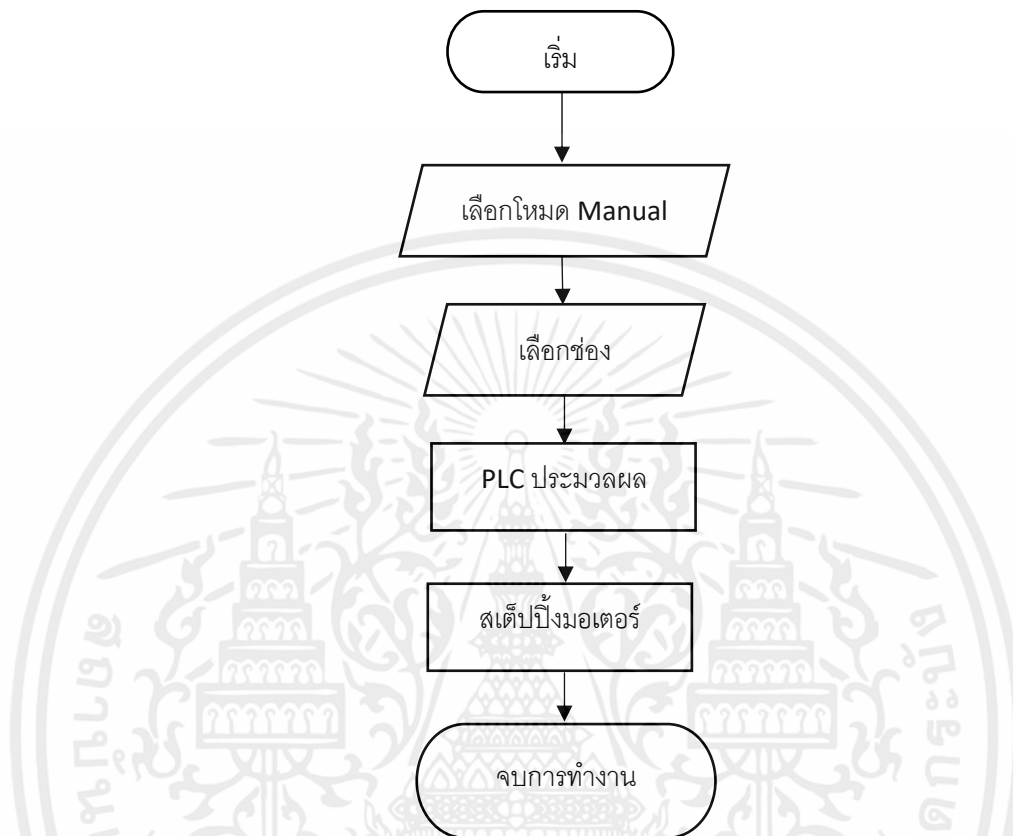 เริ่ม
เลือกโหมด Manual
เลือกช่อง
PLC ประมวลผล
สเต็ปปิ้งมอเตอร์
จบการทำงาน